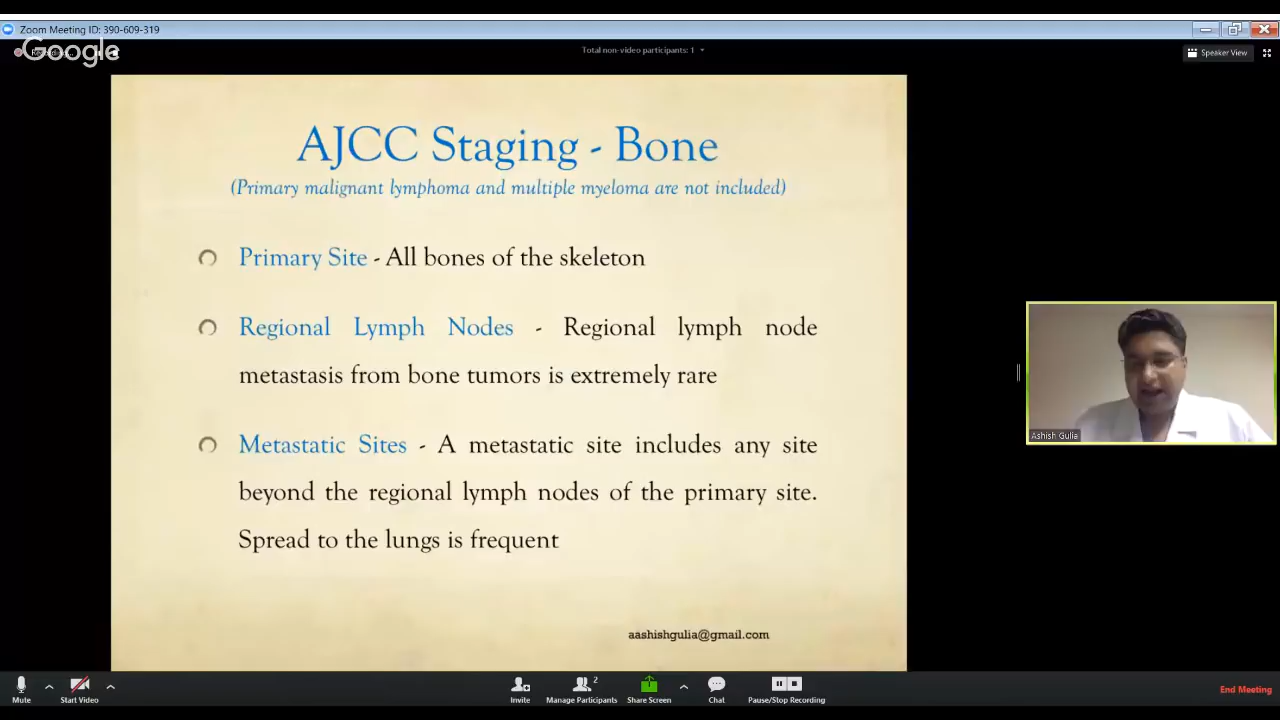 Zoom Meeting ID: 390-609-319
Google
Total non-video participants: 1
Speaker View
AJCC Staging - Bone
(Primary malignant lymphoma and multiple myeloma are not included)
Primary Site - All bones of the skeleton
Regional Lymph Nodes - Regional lymph node
metastasis from bone tumors is extremely rare
Metastatic Sites - A metastatic site includes any site
beyond the regional lymph nodes of the primary site.
Spread to the lungs is frequent
aashishgulia@gmail.com
Ashish Gulia
Mute
Start Video
Invite
2
Manage Participants
Share Screen
Chat
Pause/Stop Recording
End Meeting